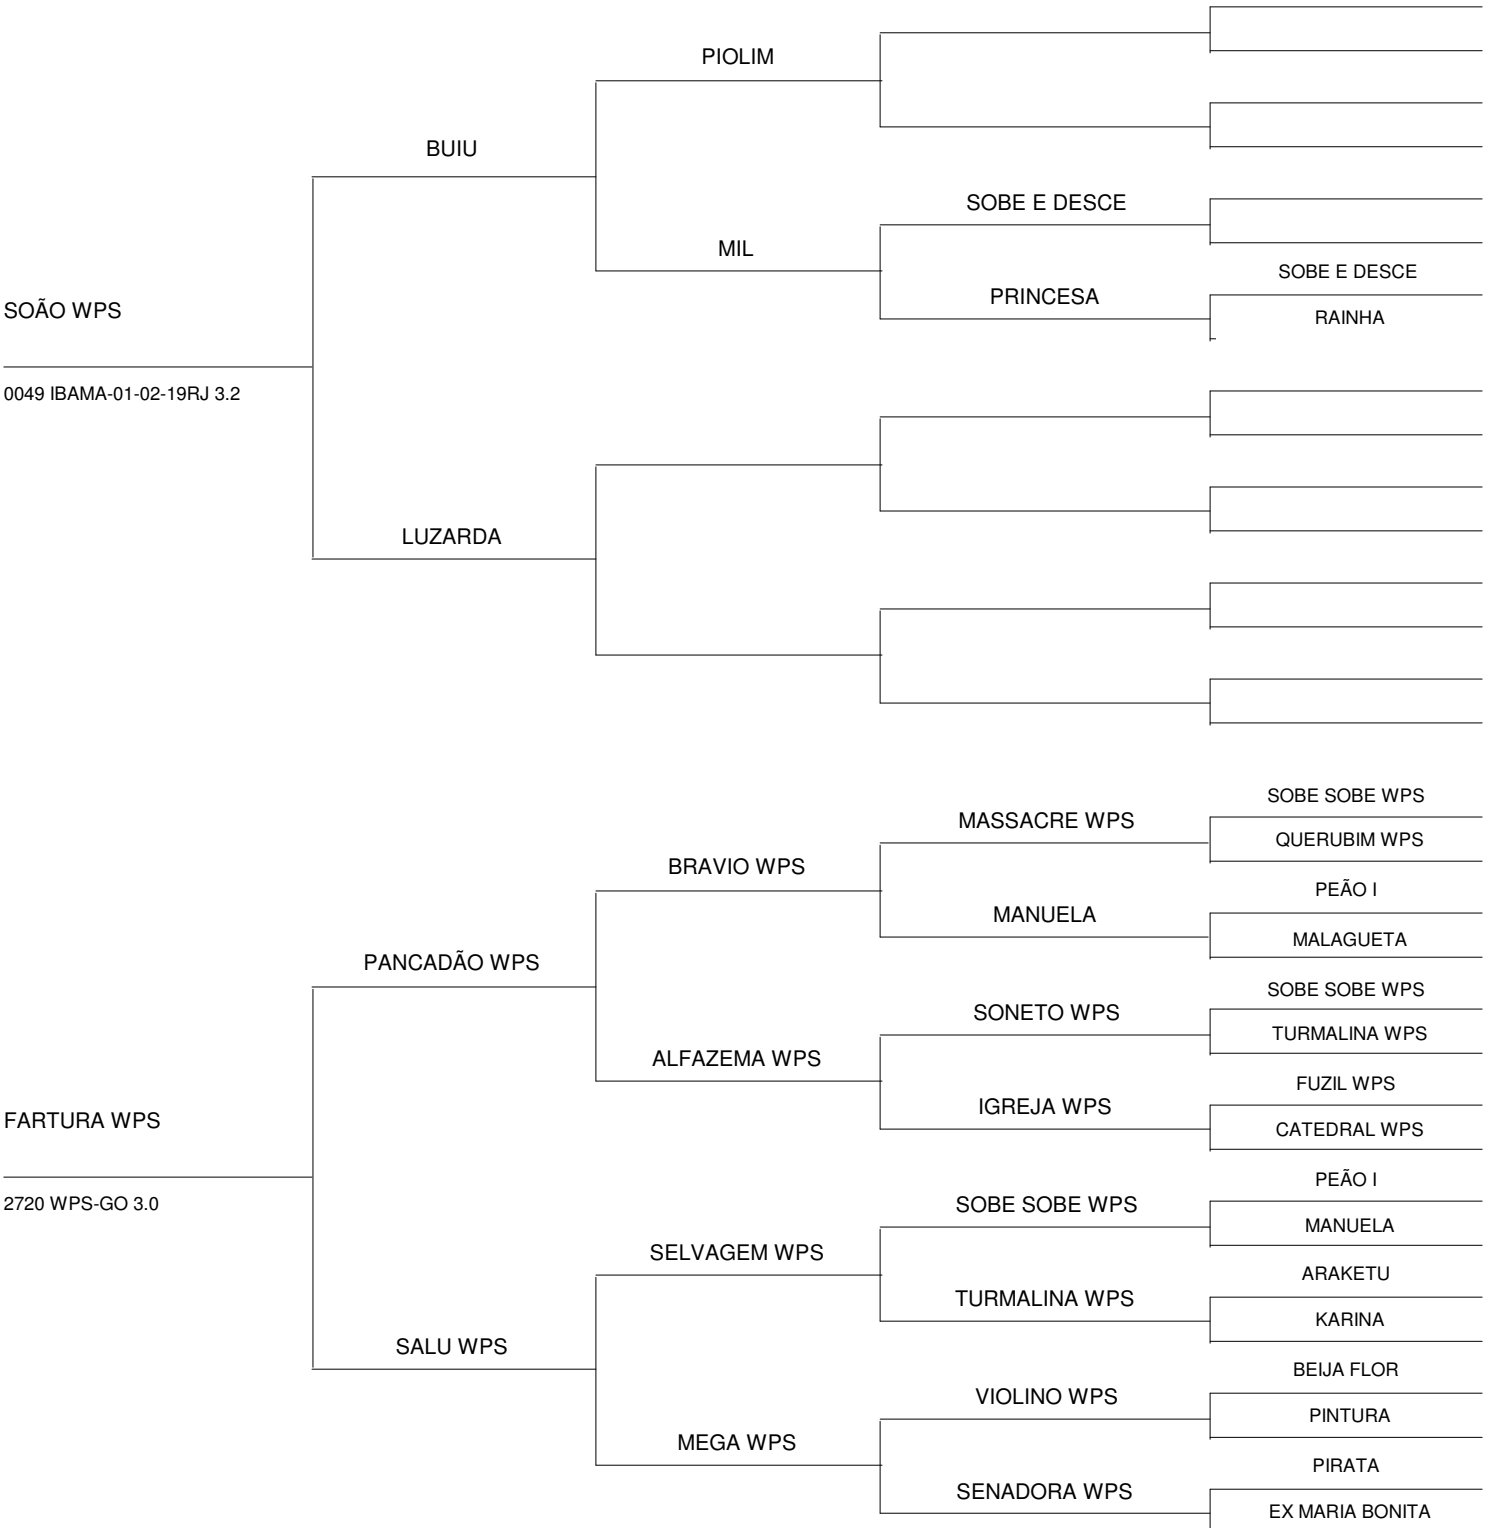 PIOLIM
BUIU
SOBE E DESCE
MIL
SOBE E DESCE
PRINCESA
RAINHA
SOÃO WPS
0049 IBAMA-01-02-19RJ 3.2
LUZARDA
SOBE SOBE WPS
MASSACRE WPS
QUERUBIM WPS
BRAVIO WPS
PEÃO I
MANUELA
MALAGUETA
PANCADÃO WPS
SOBE SOBE WPS
SONETO WPS
TURMALINA WPS
ALFAZEMA WPS
FUZIL WPS
IGREJA WPS
CATEDRAL WPS
FARTURA WPS
2720 WPS-GO 3.0
PEÃO I
SOBE SOBE WPS
MANUELA
SELVAGEM WPS
ARAKETU
TURMALINA WPS
KARINA
SALU WPS
BEIJA FLOR
VIOLINO WPS
PINTURA
MEGA WPS
PIRATA
SENADORA WPS
EX MARIA BONITA